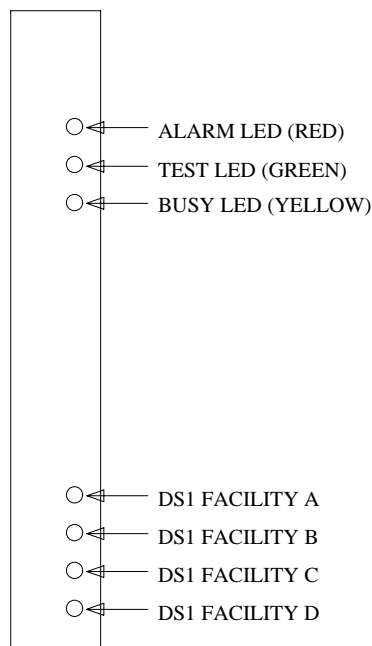 ALARM LED (RED)
TEST LED (GREEN)
BUSY LED (YELLOW)
DS1 FACILITY A
DS1 FACILITY B
DS1 FACILITY C
DS1 FACILITY D